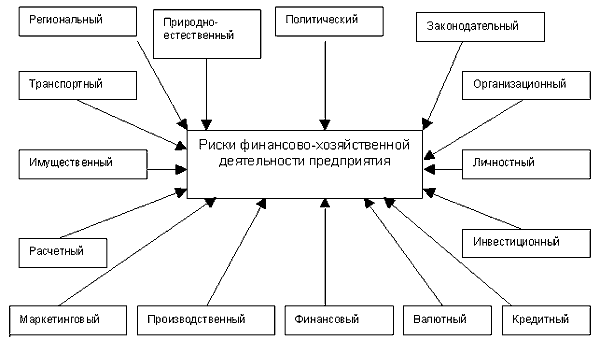 Региональный
Природно-
естественный
Политический
Законодательный
Транспортный
Организационный
Риски финансово-хозяйственной
деятельности предприятия
Имущественный
Личностный
Расчетный
Инвестиционный
Маркетинговый
Производственный
Финансовый
Валютный
Кредитный